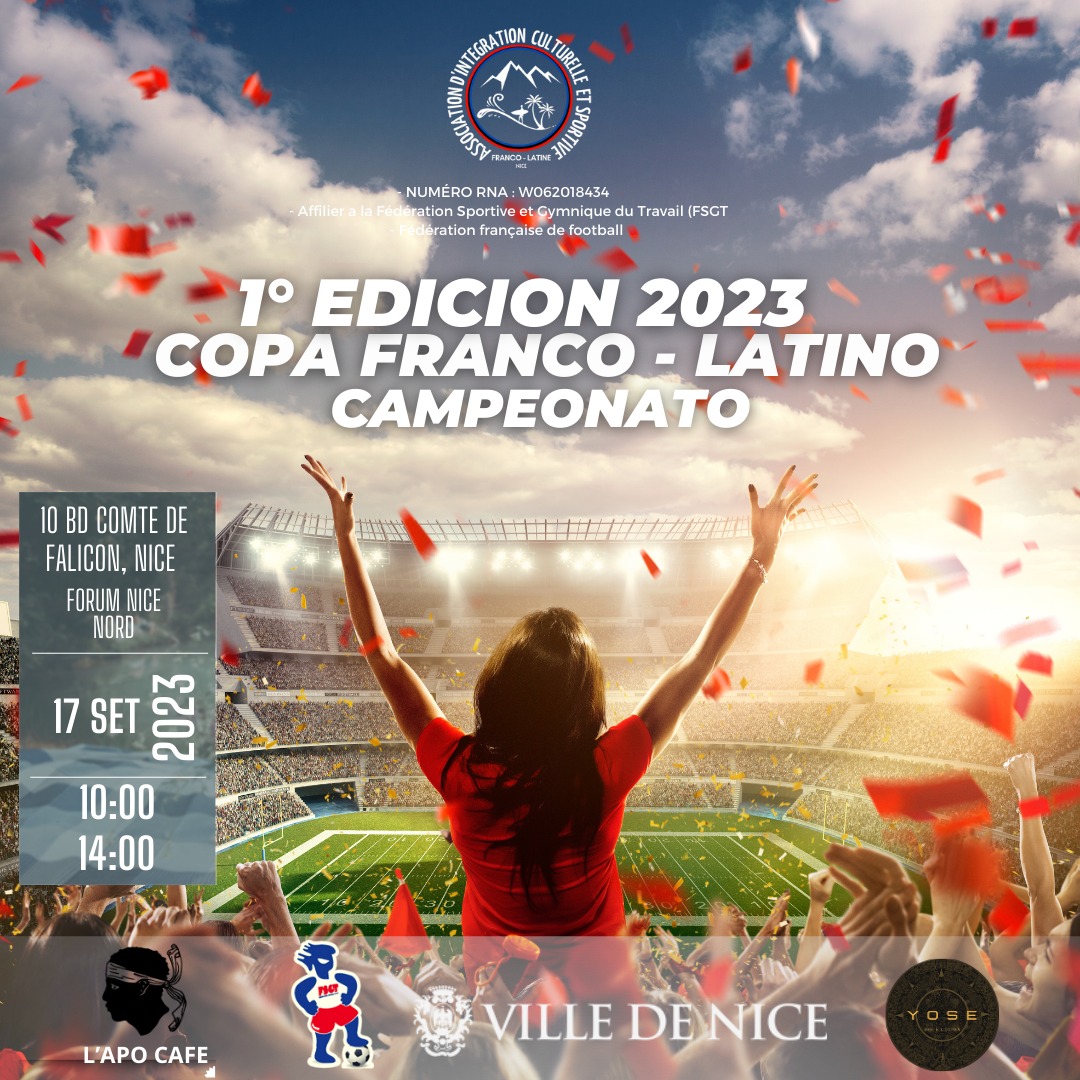 ASSOCIATION D'INTEGRATION CULTURELLE ET SPORTIVE
FRANCO - LATINE
NICE
- NUMÉRO RNA : W062018434
- Affilier a la Fédération Sportive et Gymnique du Travail (FSGT
- Fédération française de football
1° EDICION 2023
COPA FRANCO - LATINO
CAMPEONATO
10 BD COMTE DE
FALICON, NICE
FORUM NICE
NORD
17 SET 2023
10:00
14:00
L'APO CAFE
FSGT
VILLE DE NICE
YOSE